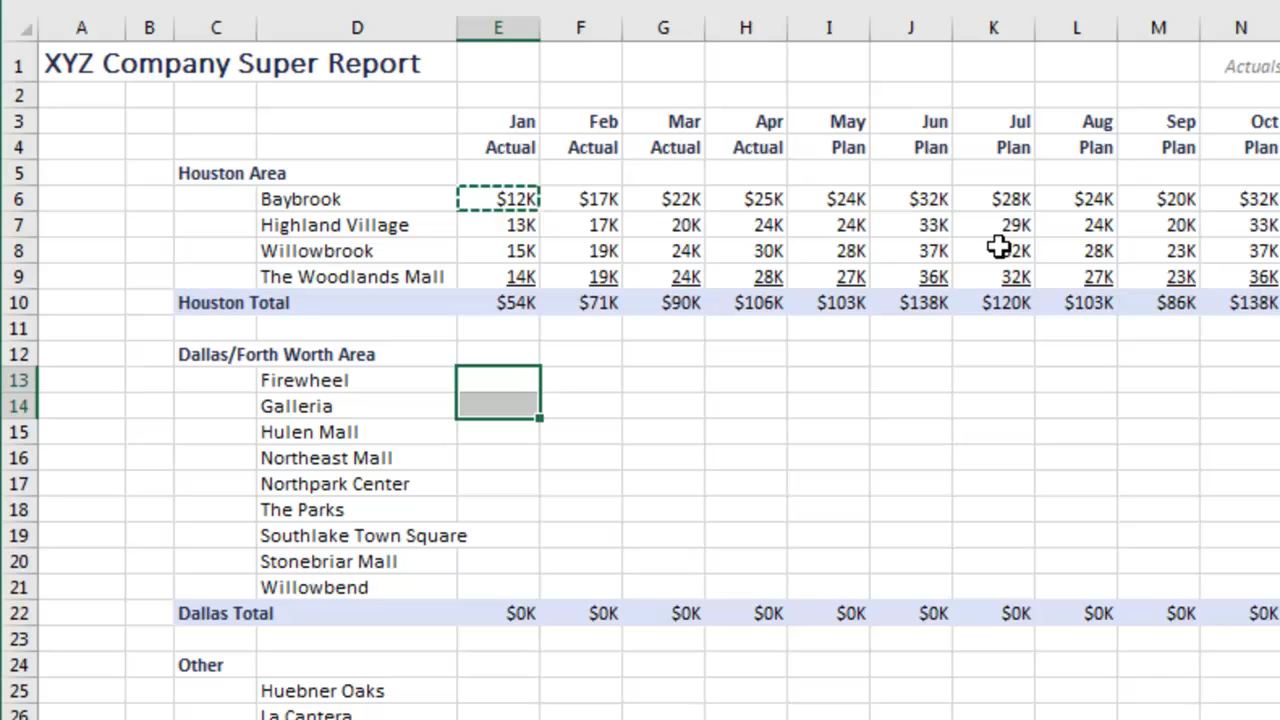 A B C D E F G H I J K L M N
1 XYZ Company Super Report Actuals
2
3 Jan Feb Mar Apr May Jun Jul Aug Sep Oct
4 Actual Actual Actual Actual Plan Plan Plan Plan Plan Plan
5 Houston Area
6 Baybrook $12K $17K $22K $25K $24K $32K $28K $24K $20K $32K
7 Highland Village 13K 17K 20K 24K 24K 33K 29K 24K 20K 33K
8 Willowbrook 15K 19K 24K 30K 28K 37K 28K 23K 37K
9 The Woodlands Mall 14K 19K 24K 28K 27K 36K 32K 27K 23K 36K
10 Houston Total $54K $71K $90K $106K $103K $138K $120K $103K $86K $138K
11
12 Dallas/Forth Worth Area
13 Firewheel
14 Galleria
15 Hulen Mall
16 Northeast Mall
17 Northpark Center
18 The Parks
19 Southlake Town Square
20 Stonebriar Mall
21 Willowbend
22 Dallas Total $0K $0K $0K $0K $0K $0K $0K $0K $0K $0K
23
24 Other
25 Huebner Oaks
26 La Cantera